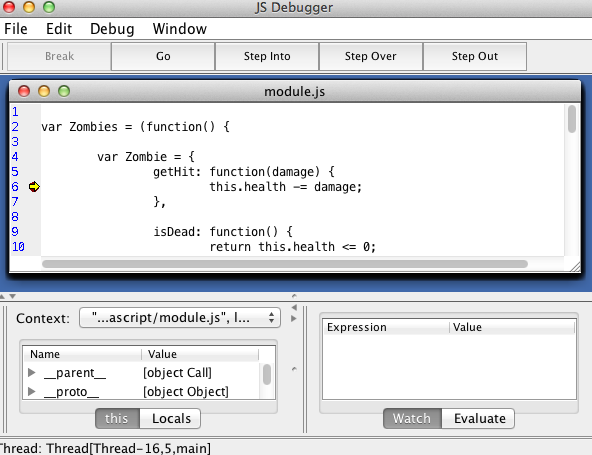 JS Debugger
File Edit Debug Window
Break Go Step Into Step Over Step Out
module.js
1
2 var Zombies = (function() {
3
4 var Zombie = {
5 getHit: function(damage) {
6 this.health -= damage;
7 },
8
9 isDead: function() {
10 return this.health <= 0;
Context: "...ascript/module.js", l...
Name Value
__parent__ [object Call]
__proto__ [object Object]
this Locals
Expression Value
Watch Evaluate
Thread: Thread[Thread-16,5,main]